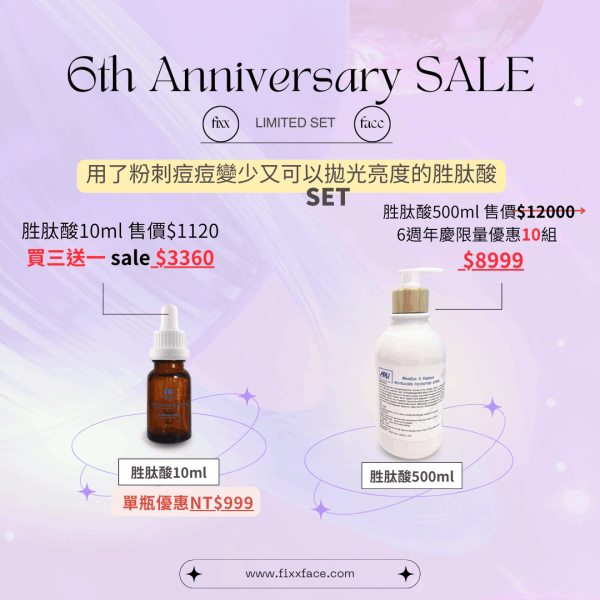 6th Anniversary SALE
fixx
LIMITED SET
face
用了粉刺痘痘變少又可以拋光亮度的胜肽酸
SET
胜肽酸10ml 售價$1120
買三送一 sale $3360
胜肽酸500ml 售價$12000
6週年慶限量優惠10組
$8999
胜肽酸10ml
單瓶優惠NT$999
胜肽酸500ml
www.fixxface.com